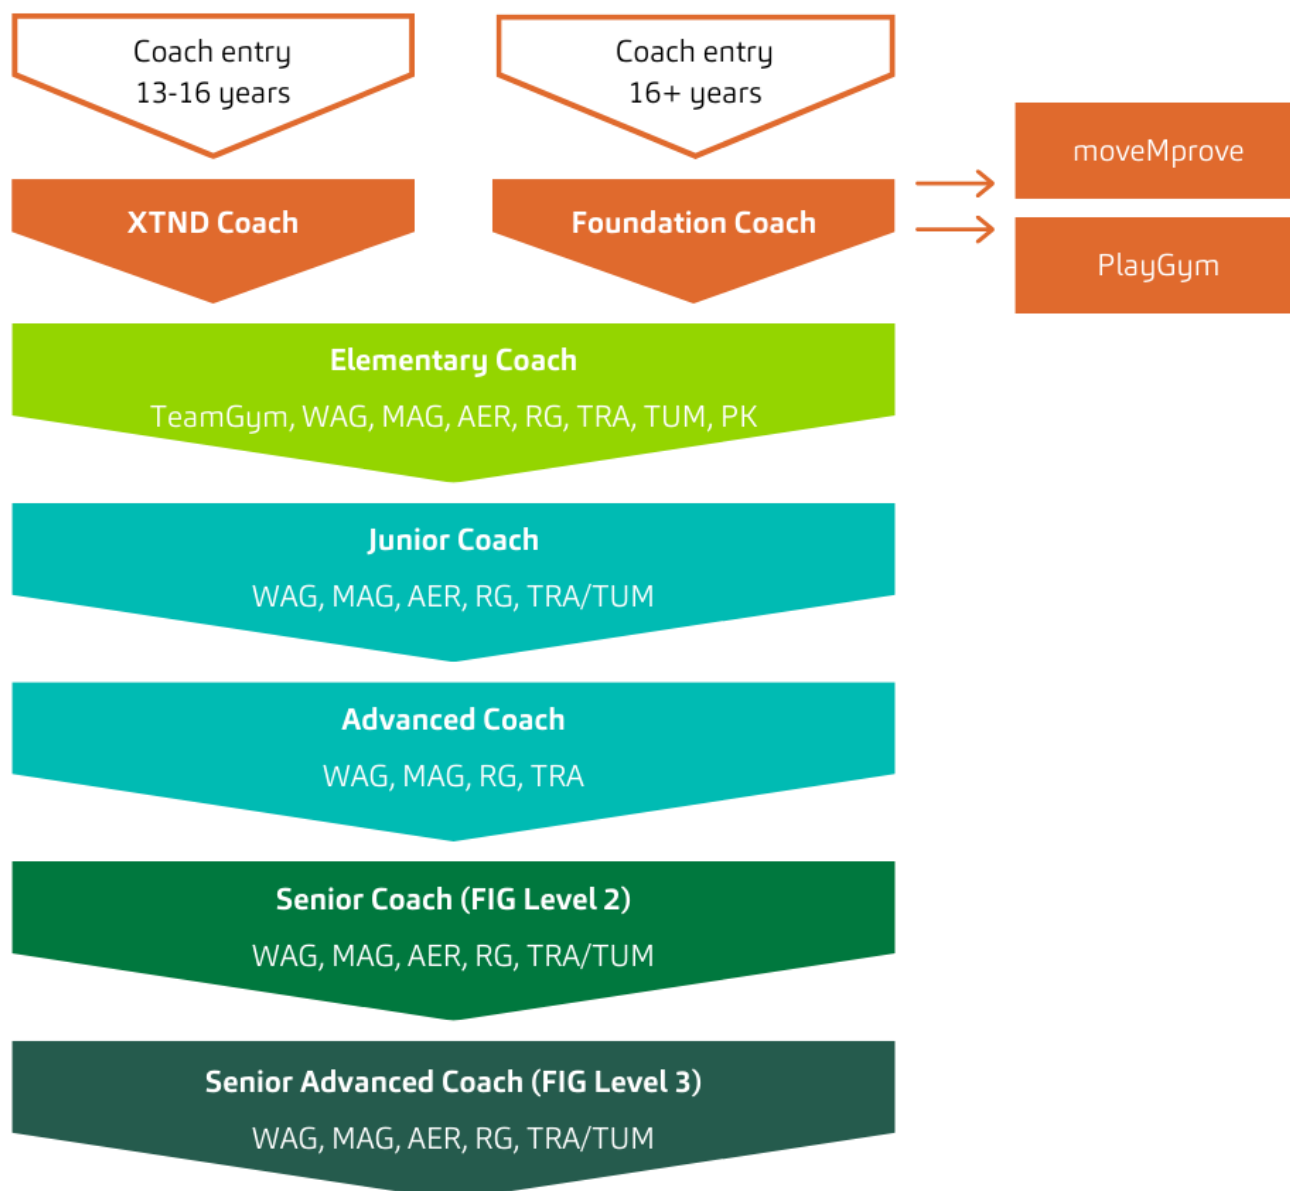 Coach entry
13-16 years
Coach entry
16+ years
XTND Coach
Foundation Coach
moveMprove
PlayGym
Elementary Coach
TeamGym, WAG, MAG, AER, RG, TRA, TUM, PK
Junior Coach
WAG, MAG, AER, RG, TRA/TUM
Advanced Coach
WAG, MAG, RG, TRA
Senior Coach (FIG Level 2)
WAG, MAG, AER, RG, TRA/TUM
Senior Advanced Coach (FIG Level 3)
WAG, MAG, AER, RG, TRA/TUM